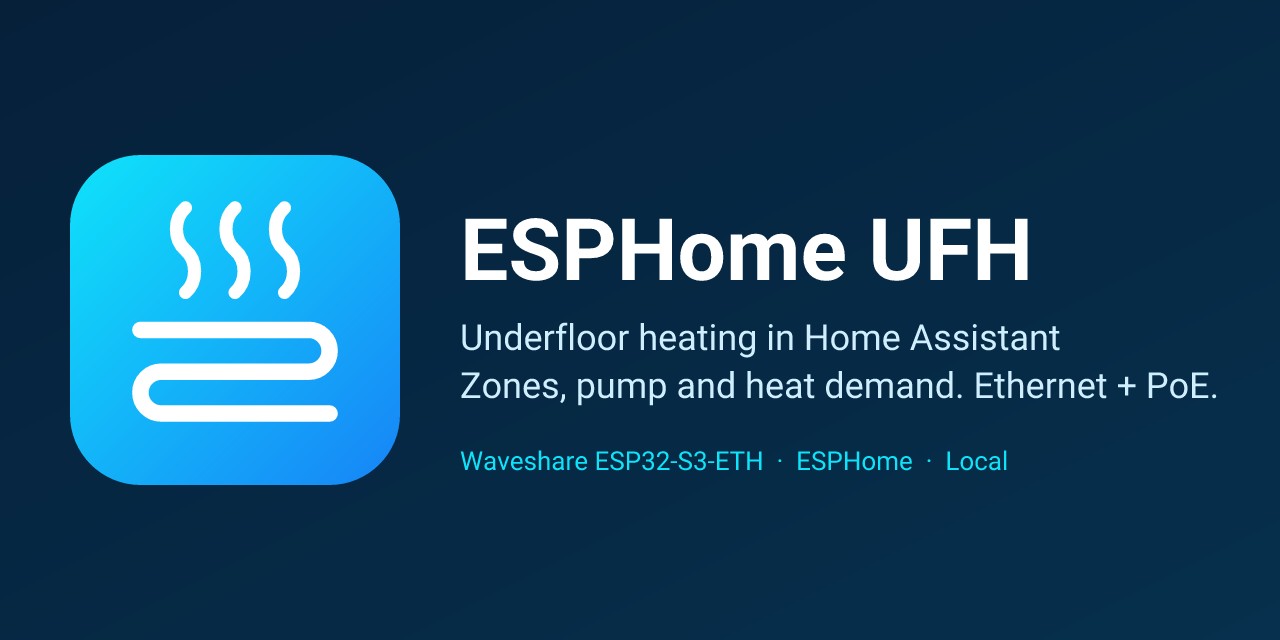 ESPHome UFH
Underfloor heating in Home Assistant
Zones, pump and heat demand. Ethernet + PoE.
Waveshare ESP32-S3-ETH · ESPHome · Local